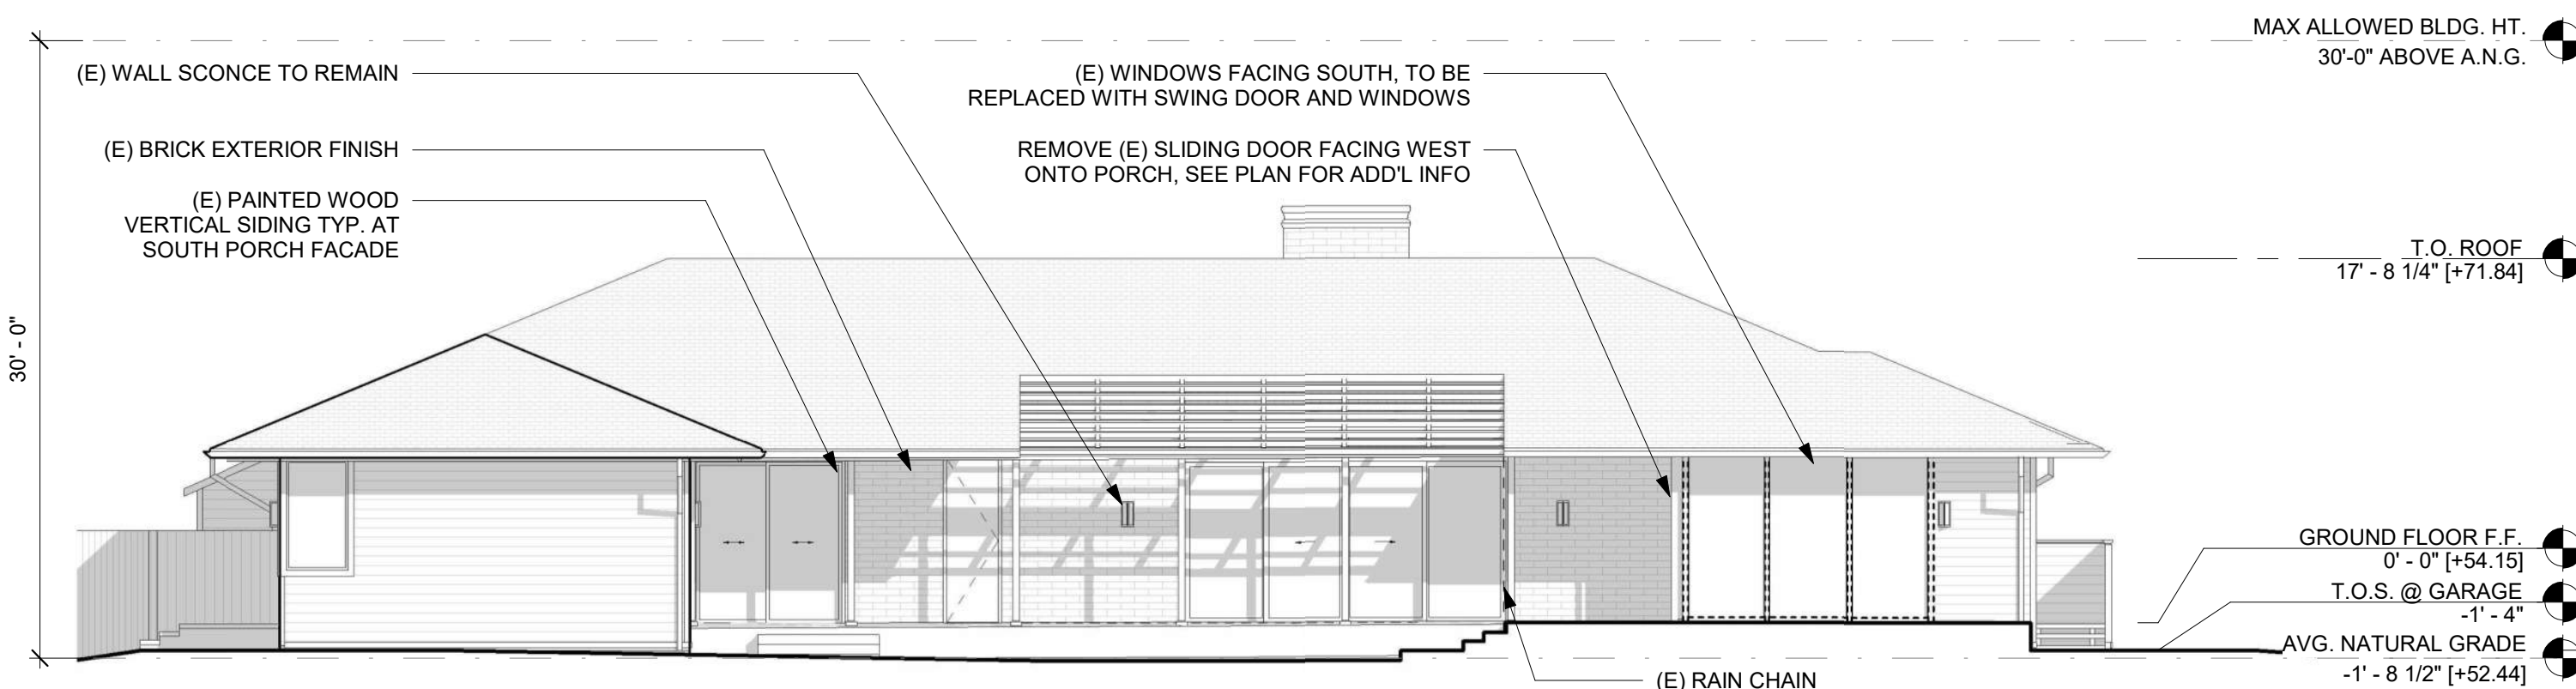 MAX ALLOWED BLDG. HT.
30'-0" ABOVE A.N.G.
(E) WALL SCONCE TO REMAIN
(E) WINDOWS FACING SOUTH, TO BE
REPLACED WITH SWING DOOR AND WINDOWS
(E) BRICK EXTERIOR FINISH
REMOVE (E) SLIDING DOOR FACING WEST
ONTO PORCH, SEE PLAN FOR ADD'L INFO
(E) PAINTED WOOD
VERTICAL SIDING TYP. AT
SOUTH PORCH FACADE
T.O. ROOF
17' - 8 1/4" [+71.84]
30' - 0"
GROUND FLOOR F.F.
0' - 0" [+54.15]
T.O.S. @ GARAGE
-1' - 4"
AVG. NATURAL GRADE
-1' - 8 1/2" [+52.44]
(E) RAIN CHAIN